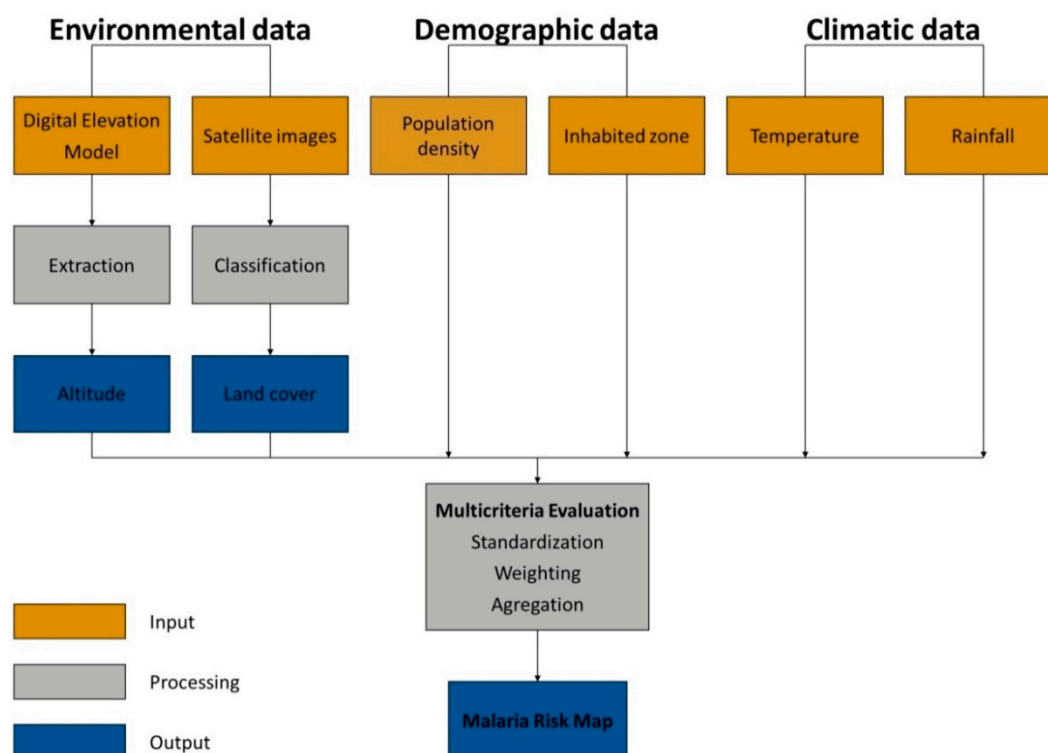 Environmental data
Demographic data
Climatic data
Digital Elevation
Model
Satellite images
Population
density
Inhabited zone
Temperature
Rainfall
Extraction
Classification
Altitude
Land cover
Multicriteria Evaluation
Standardization
Weighting
Agregation
Input
Processing
Output
Malaria Risk Map